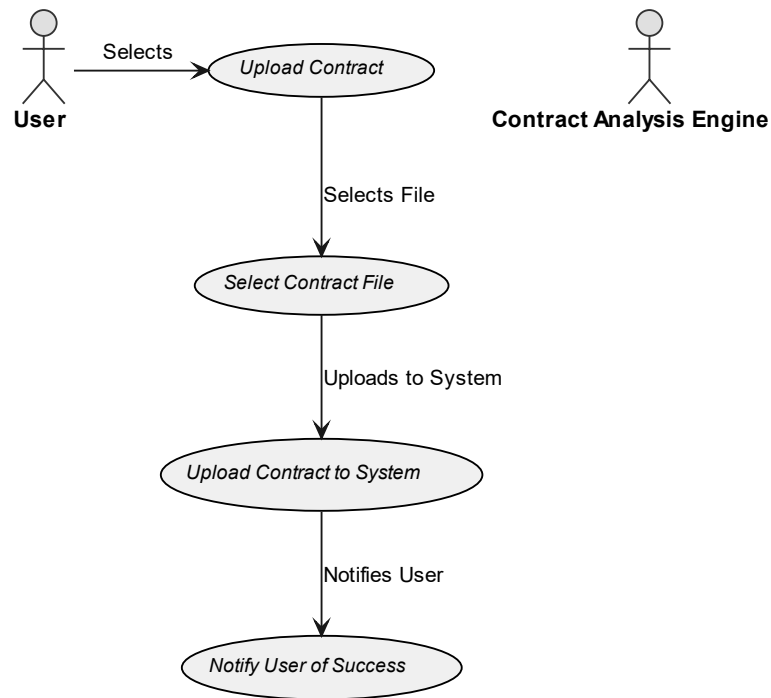 Selects
Upload Contract
User
Contract Analysis Engine
Selects File
Select Contract File
Uploads to System
Upload Contract to System
Notifies User
Notify User of Success